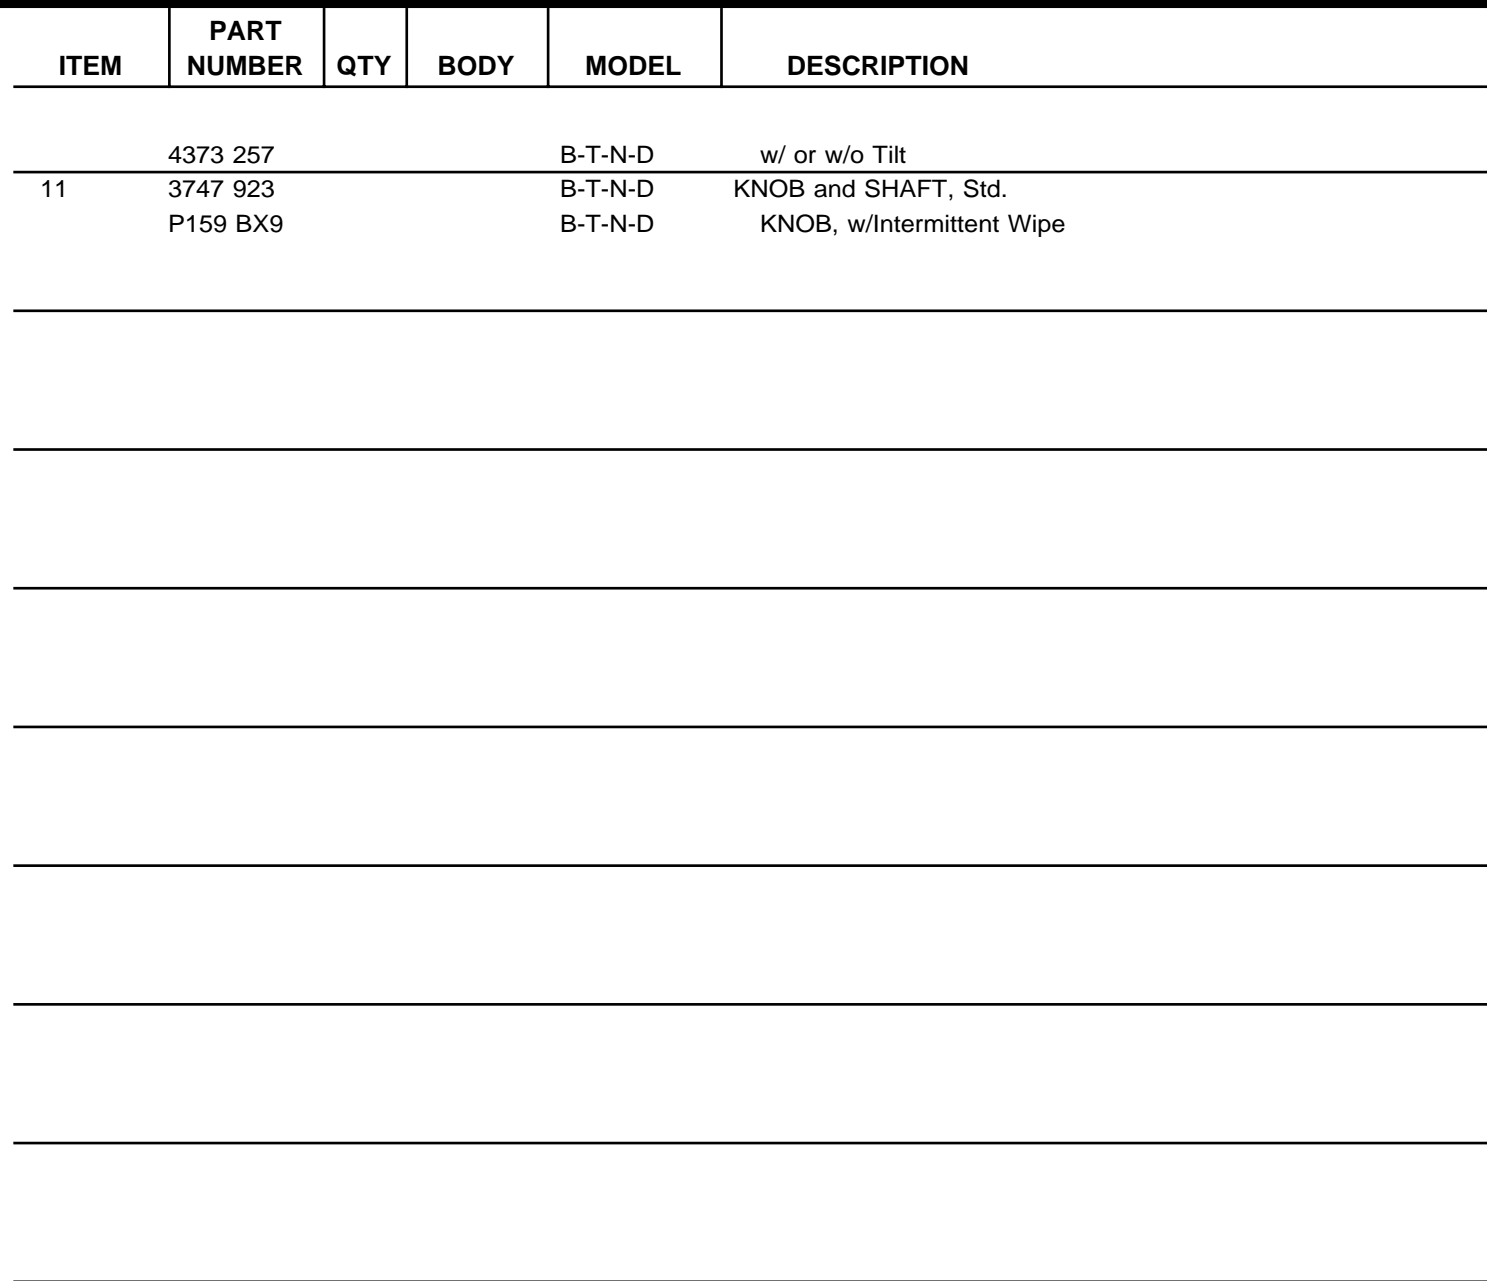 PART
ITEM NUMBER QTY BODY MODEL DESCRIPTION
4373 257 B-T-N-D w/ or w/o Tilt
11 3747 923 B-T-N-D KNOB and SHAFT, Std.
P159 BX9 B-T-N-D KNOB, w/Intermittent Wipe